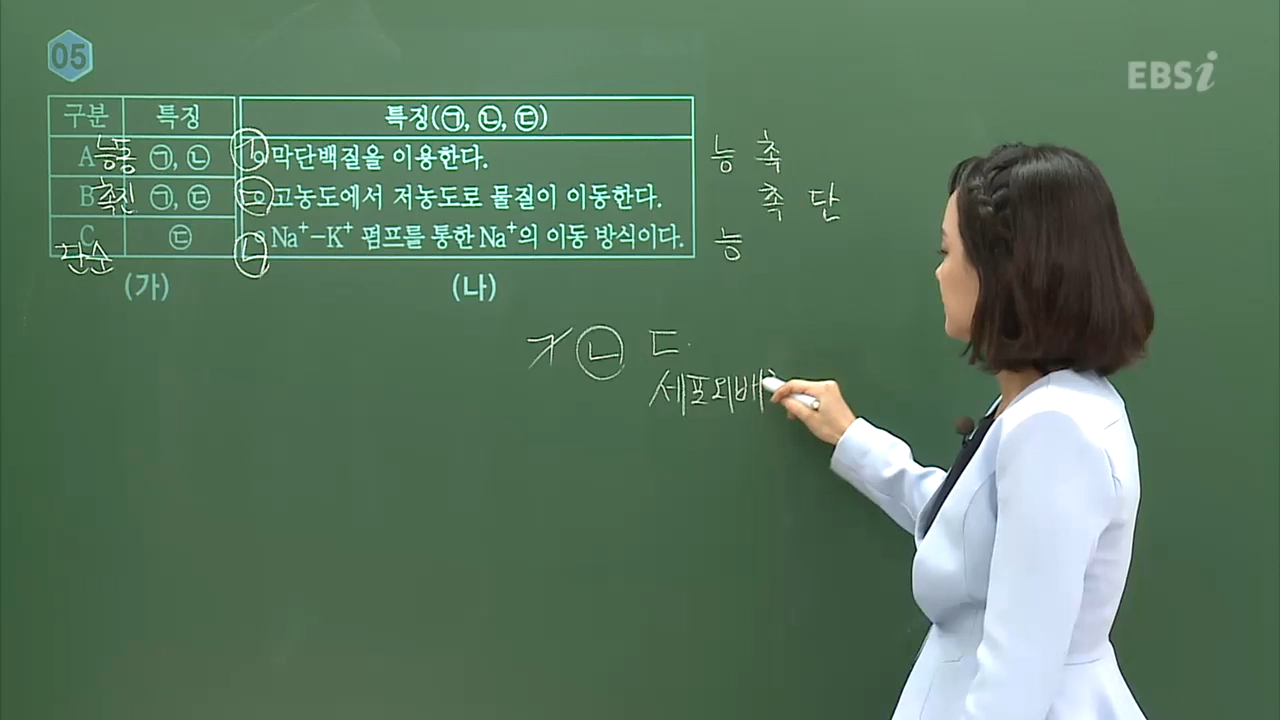 05
EBSi
구분 특징 특징(㉠, ㉡, ㉢)
A 능동 ㉠, ㉡ ㄱ 막단백질을 이용한다. 능 촉
B 촉진 ㉠, ㉢ ㄷ 고농도에서 저농도로 물질이 이동한다. 촉 단
C 단순 ㉢ ㄴ Na⁺-K⁺ 펌프를 통한 Na⁺의 이동 방식이다. 능
(가) (나)
ㄱ ㄴ ㄷ.
세포외배